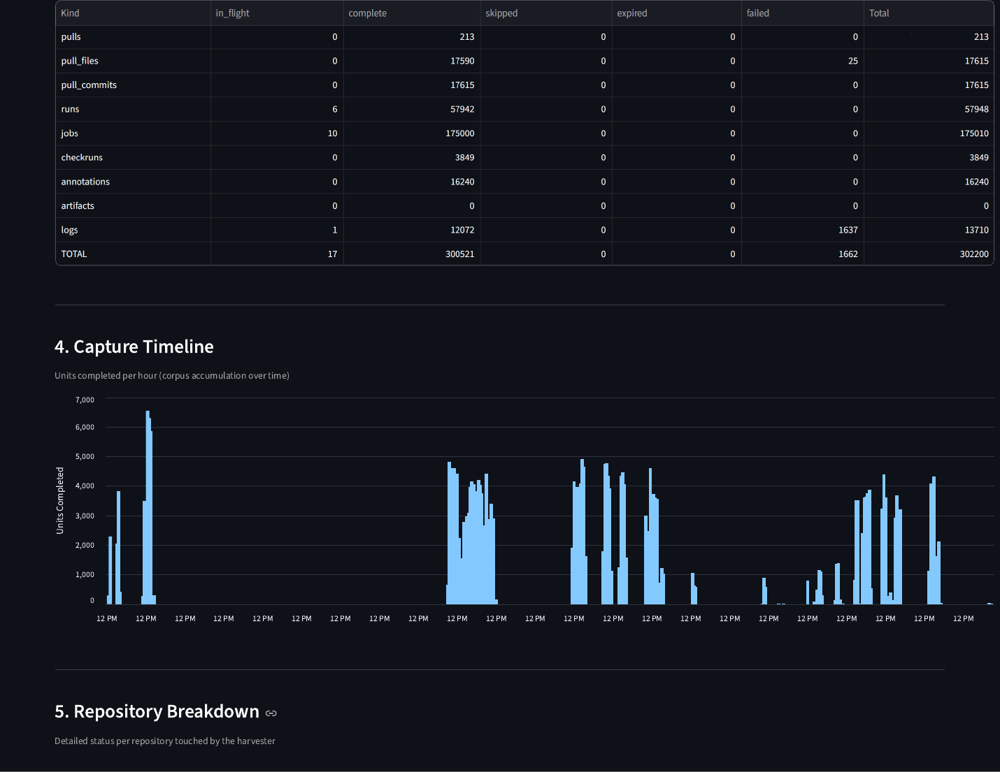 Kind in_flight complete skipped expired failed Total
pulls 0 213 0 0 0 213
pull_files 0 17590 0 0 25 17615
pull_commits 0 17615 0 0 0 17615
runs 6 57942 0 0 0 57948
jobs 10 175000 0 0 0 175010
checkruns 0 3849 0 0 0 3849
annotations 0 16240 0 0 0 16240
artifacts 0 0 0 0 0 0
logs 1 12072 0 0 1637 13710
TOTAL 17 300521 0 0 1662 302200
4. Capture Timeline
Units completed per hour (corpus accumulation over time)
Units Completed
7,000
6,000
5,000
4,000
3,000
2,000
1,000
0
12 PM 12 PM 12 PM 12 PM 12 PM 12 PM 12 PM 12 PM 12 PM 12 PM 12 PM 12 PM 12 PM 12 PM 12 PM 12 PM 12 PM 12 PM 12 PM 12 PM 12 PM 12 PM 12 PM
5. Repository Breakdown
Detailed status per repository touched by the harvester